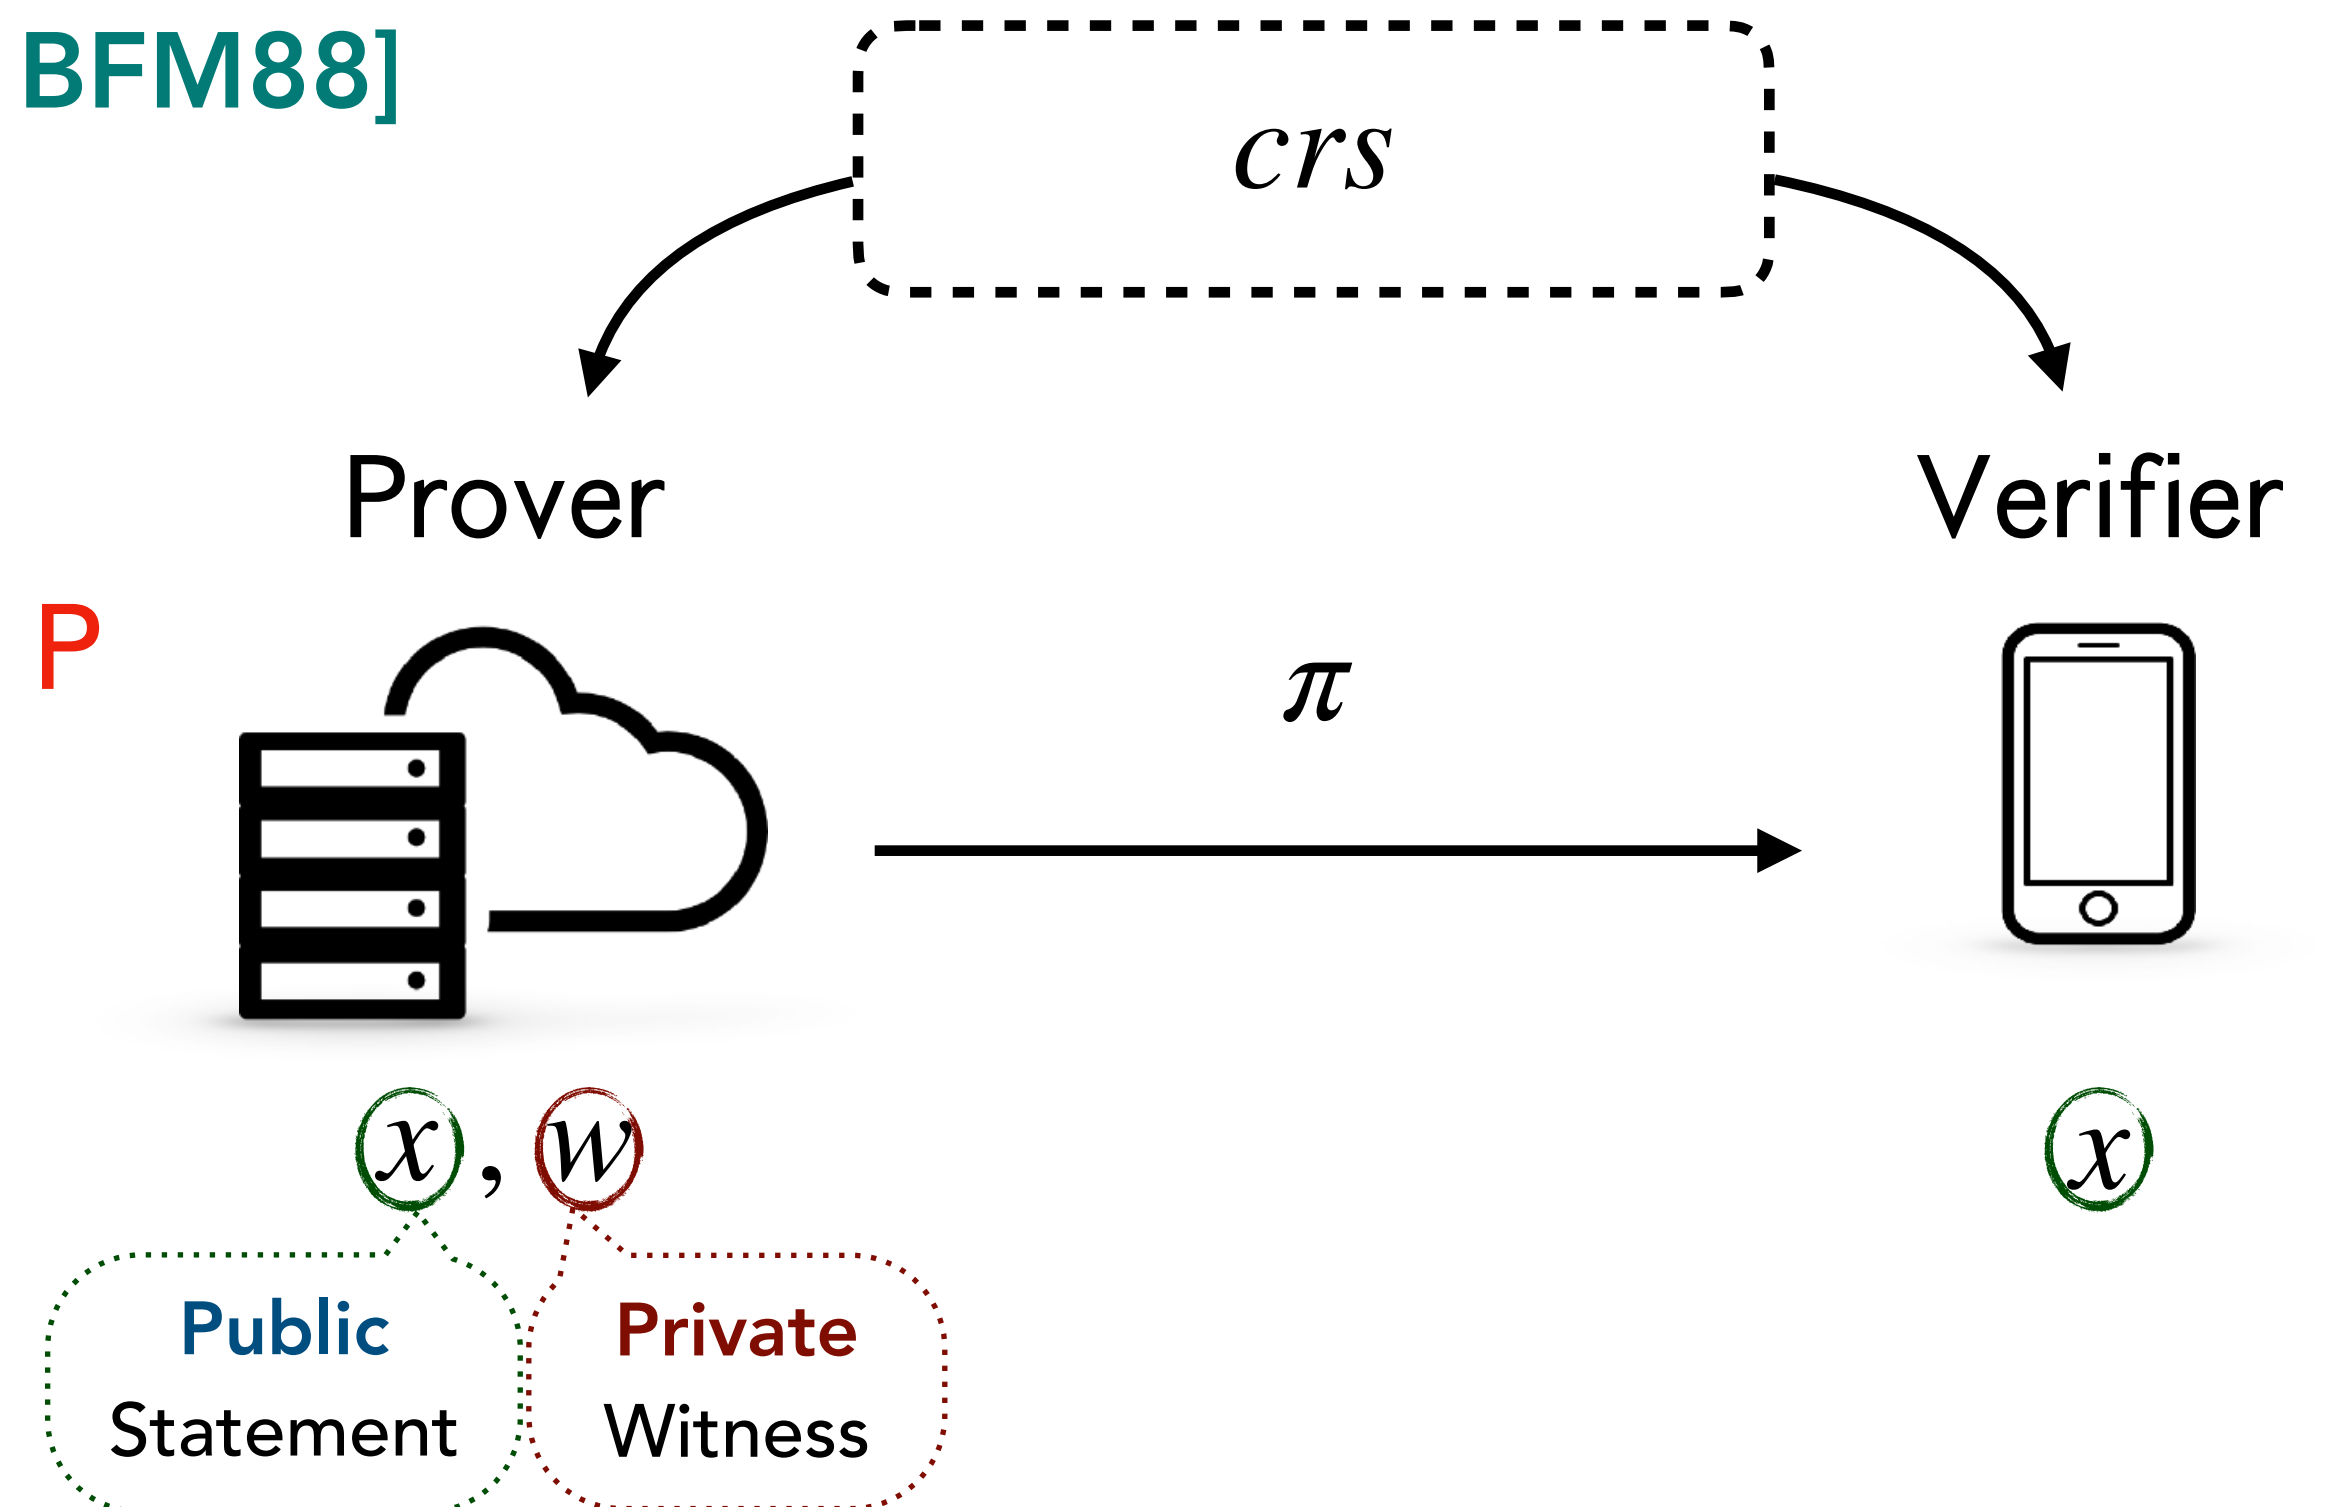 BFM88]
crs
Prover
Verifier
P
π
x , w
x
Public
Statement
Private
Witness